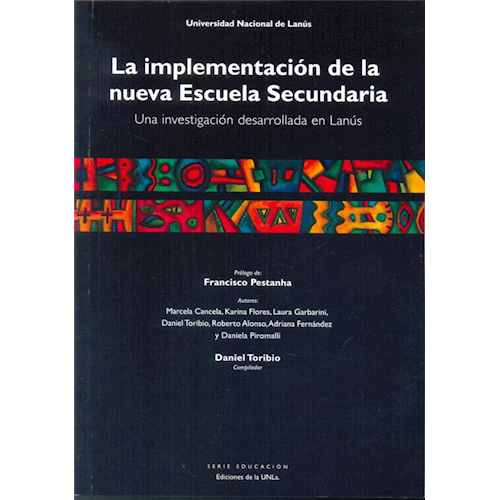 Universidad Nacional de Lanús
La implementación de la
nueva Escuela Secundaria
Una investigación desarrollada en Lanús
Prólogo de:
Francisco Pestanha
Autores:
Marcela Cancela, Karina Flores, Laura Garbarini,
Daniel Toribio, Roberto Alonso, Adriana Fernández
y Daniela Piromalli
Daniel Toribio
Compilador
SERIE EDUCACIÓN
Ediciones de la UNLa.